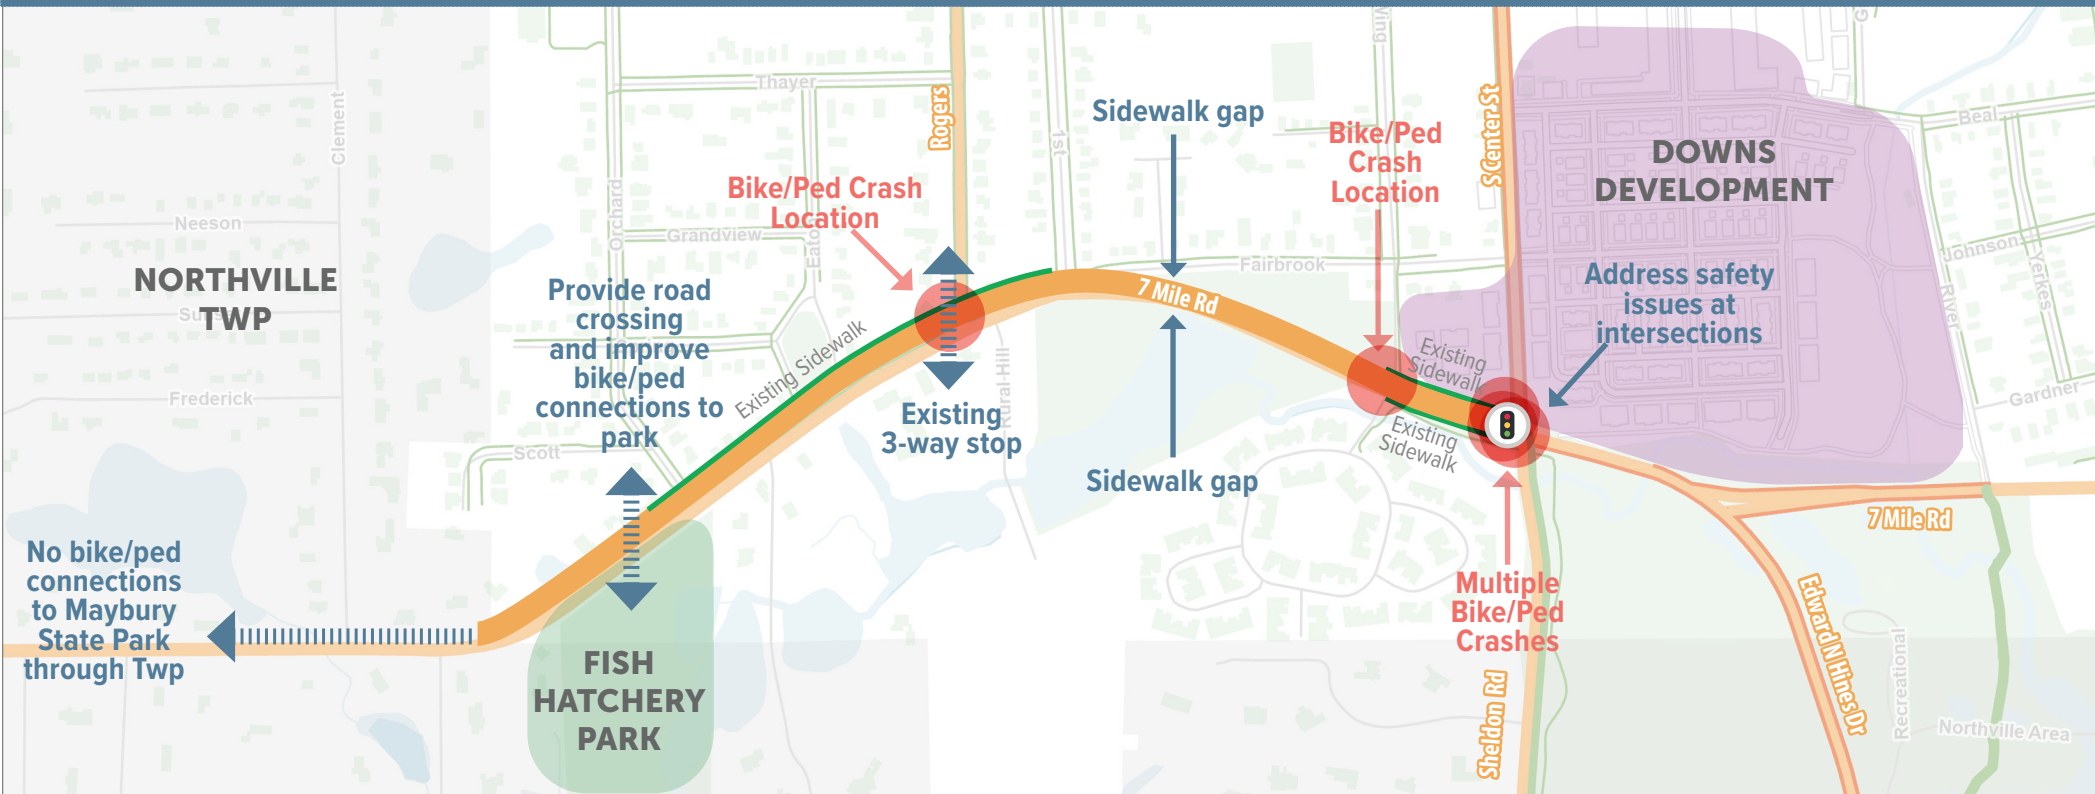 Thayer
Clement
Rogers
1st
Ving
S Center St
G
Beal
Sidewalk gap
Bike/Ped
Crash
Location
DOWNS
DEVELOPMENT
Bike/Ped Crash
Location
Orchard
Neeson
Grandview
Eaton
Fairbrook
Johnson
Yerkes
River
NORTHVILLE
TWP
Provide road
crossing
and improve
bike/ped
connections to
park
7 Mile Rd
Address safety
issues at
intersections
Existing Sidewalk
Existing
Sidewalk
Existing
Sidewalk
Rural Hill
Frederick
Gardner
Existing
3-way stop
Scott
Sidewalk gap
7 Mile Rd
No bike/ped
connections
to Maybury
State Park
through Twp
Multiple
Bike/Ped
Crashes
FISH
HATCHERY
PARK
Sheldon Rd
Edward N Hines Dr
Recreational
Northville Area